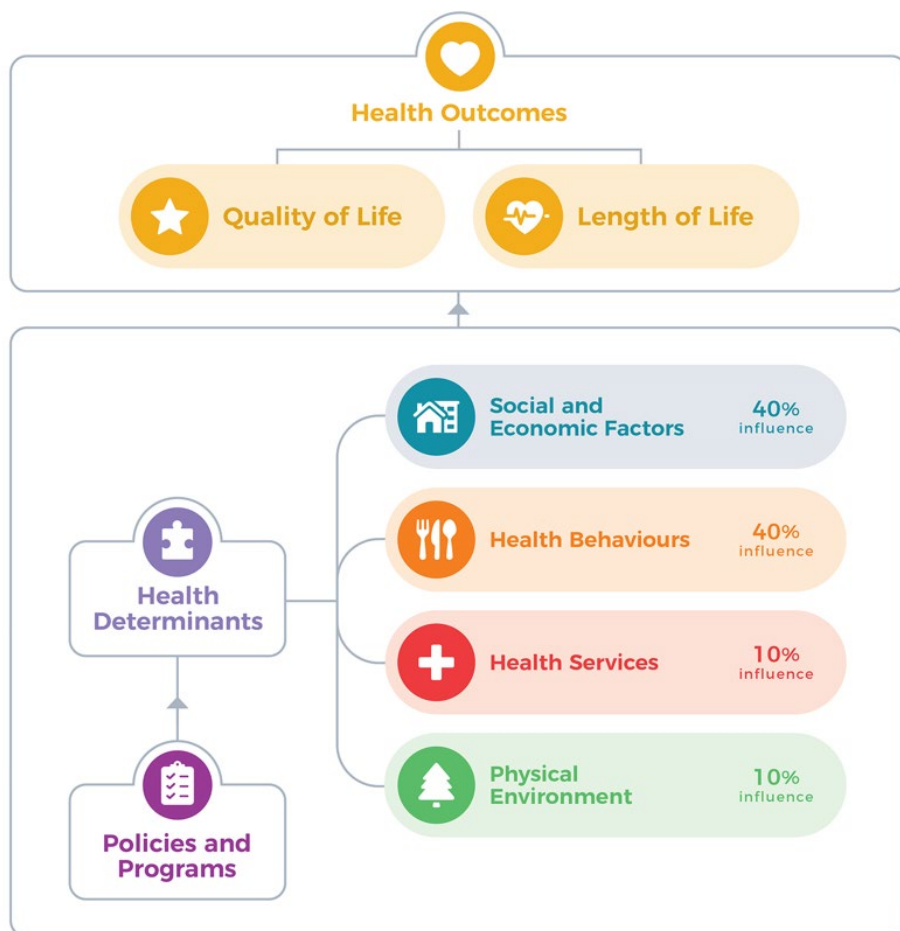 Health Outcomes
Quality of Life
Length of Life
Social and
Economic Factors
40%
influence
Health Behaviours
40%
influence
Health
Determinants
Health Services
10%
influence
Physical
Environment
10%
influence
Policies and
Programs